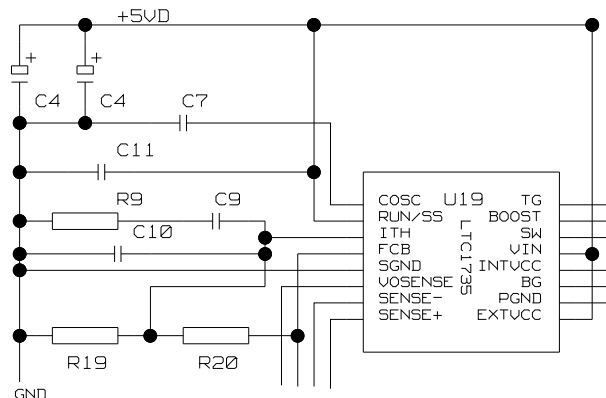 +5VD
+ +
C4 C4 C7
C11
R9 C9
C10
R19 R20
GND
U19
LTC1735
COSC TG
RUN/SS BOOST
ITH SW
FCB VIN
SGND INTVCC
VOSENSE BG
SENSE- PGND
SENSE+ EXTVCC